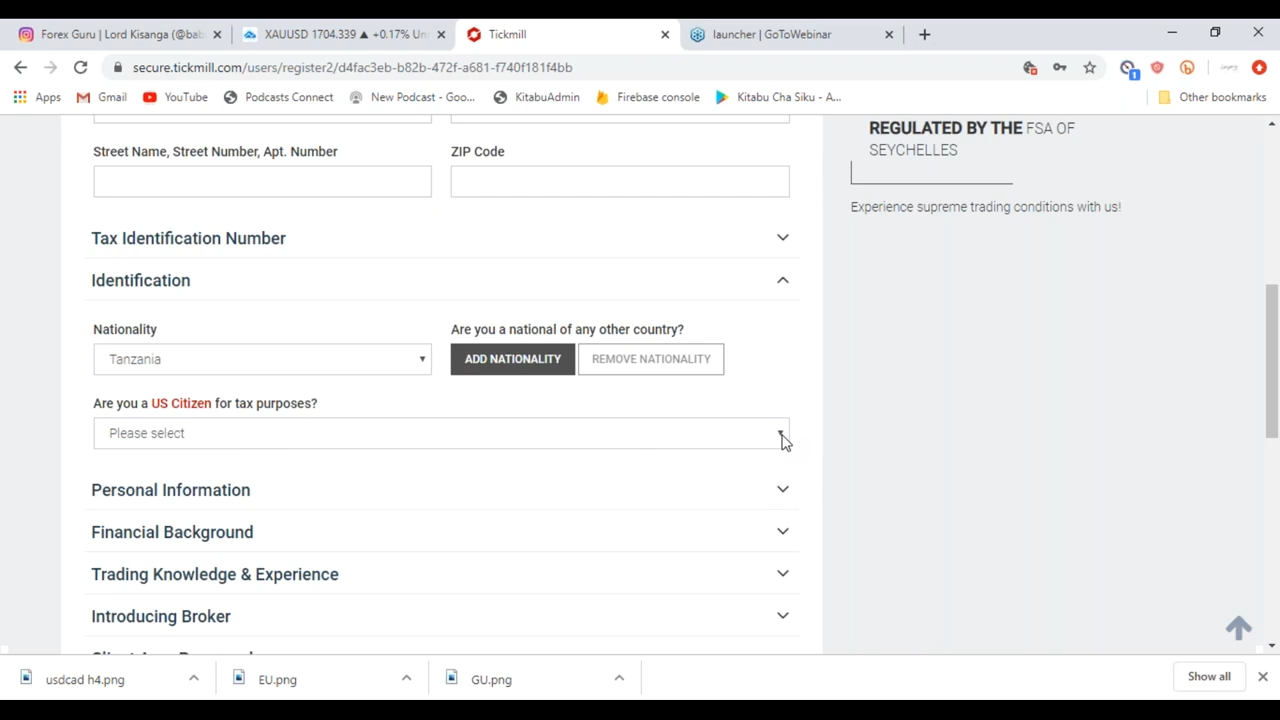 Forex Guru | Lord Kisanga (@bab
XAUUSD 1704.339 ▲ +0.17% Un
Tickmill
launcher | GoToWebinar
secure.tickmill.com/users/register2/d4fac3eb-b82b-472f-a681-f740f181f4bb
1
Apps
Gmail
YouTube
Podcasts Connect
New Podcast - Goo...
KitabuAdmin
Firebase console
Kitabu Cha Siku - A...
Other bookmarks
REGULATED BY THE FSA OF
SEYCHELLES
Experience supreme trading conditions with us!
Street Name, Street Number, Apt. Number
ZIP Code
Tax Identification Number
Identification
Nationality
Are you a national of any other country?
Tanzania
ADD NATIONALITY
REMOVE NATIONALITY
Are you a US Citizen for tax purposes?
Please select
Personal Information
Financial Background
Trading Knowledge & Experience
Introducing Broker
usdcad h4.png
EU.png
GU.png
Show all